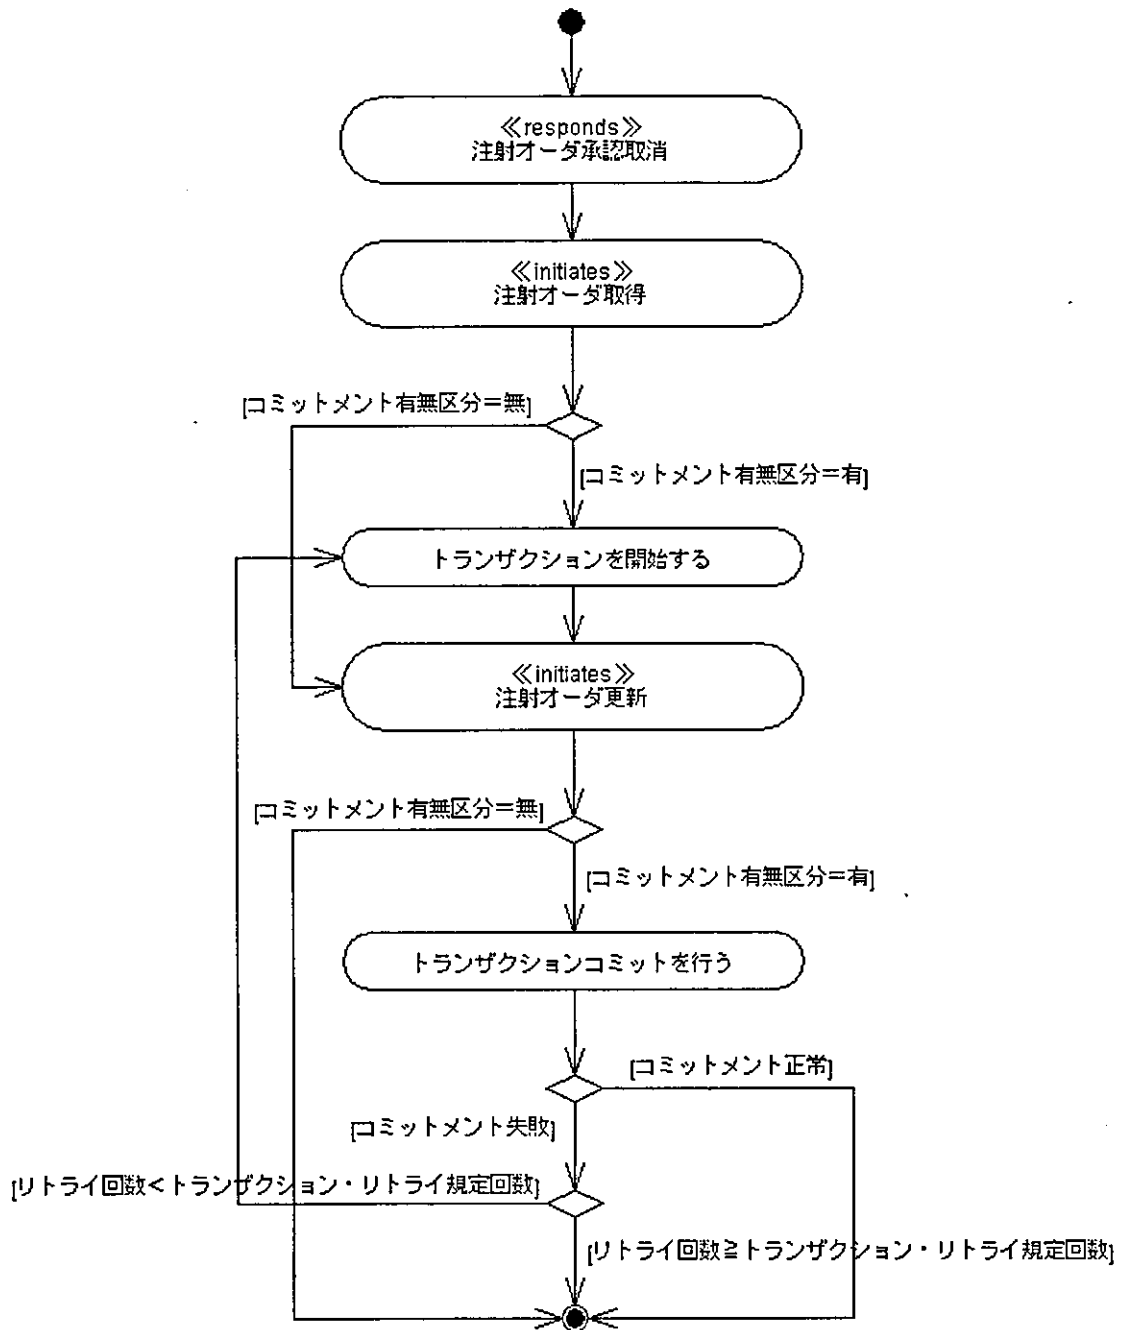 ≪responds≫
注射オーダ承認取消
≪initiates≫
注射オーダ取得
[コミットメント有無区分＝無]
[コミットメント有無区分＝有]
トランザクションを開始する
≪initiates≫
注射オーダ更新
[コミットメント有無区分＝無]
[コミットメント有無区分＝有]
トランザクションコミットを行う
[コミットメント正常]
[コミットメント失敗]
[リトライ回数＜トランザクション・リトライ規定回数]
[リトライ回数≧トランザクション・リトライ規定回数]